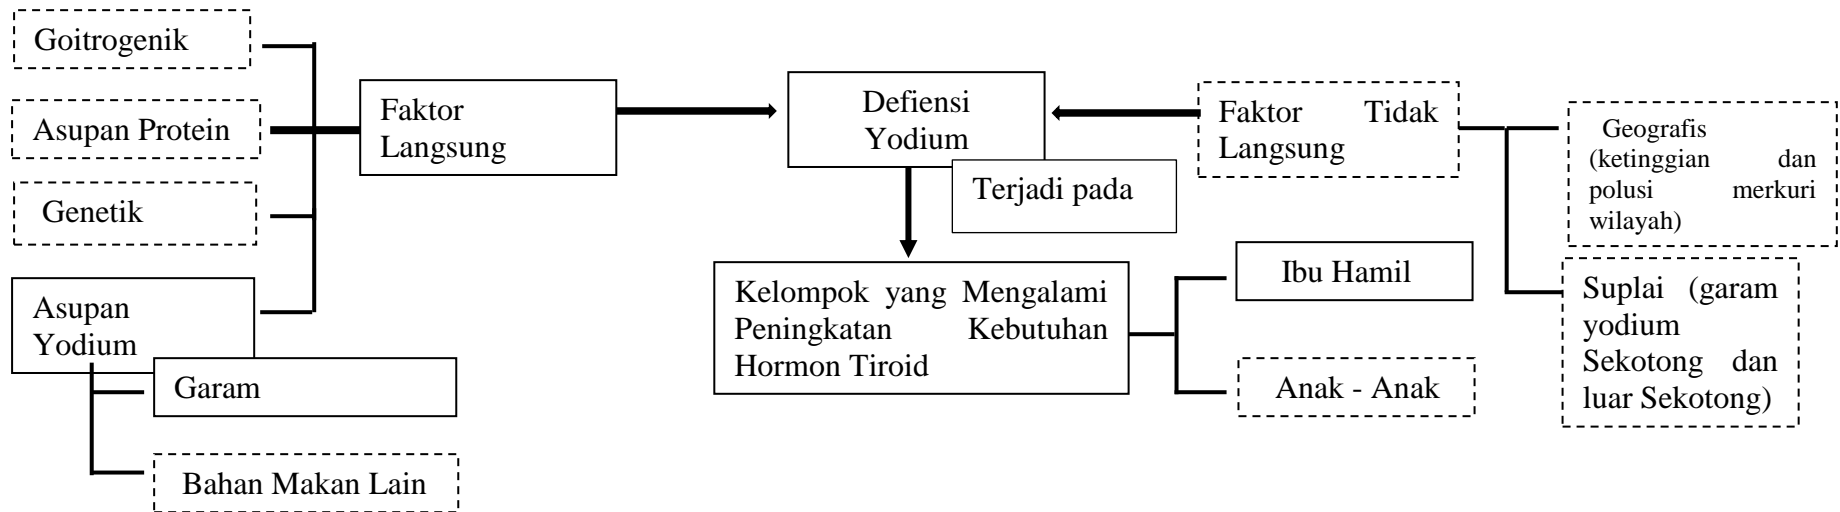 Goitrogenik
Asupan Protein
Genetik
Asupan
Yodium
Garam
Bahan Makan Lain
Faktor
Langsung
Defiensi
Yodium
Terjadi pada
Kelompok yang Mengalami
Peningkatan Kebutuhan
Hormon Tiroid
Ibu Hamil
Anak - Anak
Faktor Tidak
Langsung
Geografis
(ketinggian dan
polusi merkuri
wilayah)
Suplai (garam
yodium
Sekotong dan
luar Sekotong)